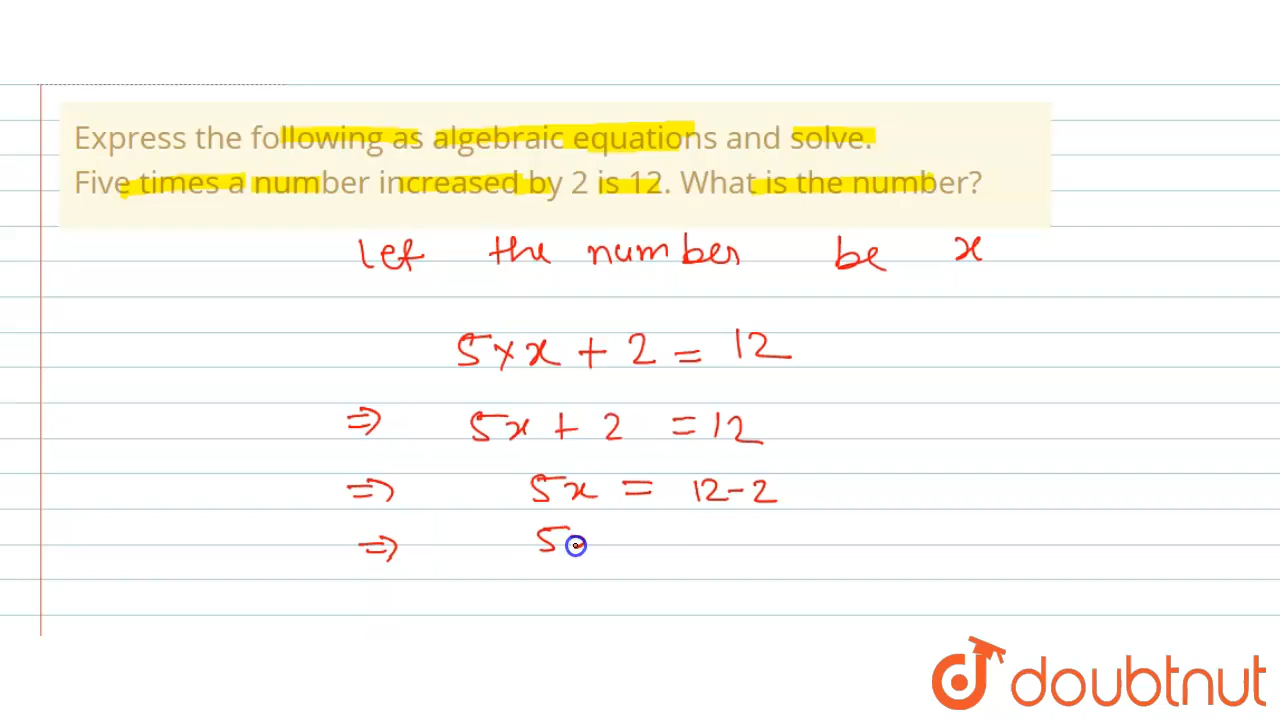 Express the following as algebraic equations and solve.
Five times a number increased by 2 is 12. What is the number?
let the number be x
5×x + 2 = 12
⇒ 5x + 2 = 12
⇒ 5x = 12-2
⇒ 5
doubtnut